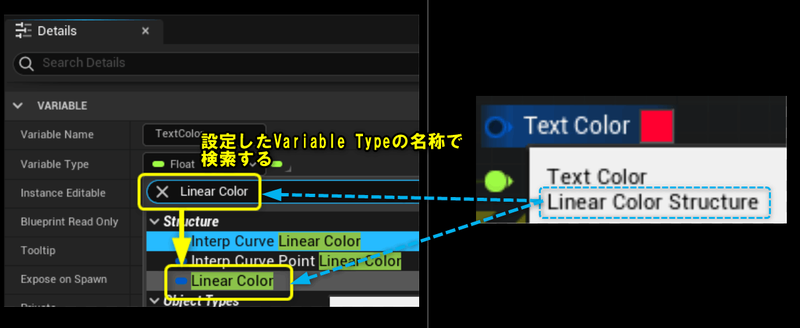 Details
Search Details
VARIABLE
Variable Name
TextColo
設定したVariable Typeの名称で
検索する
Variable Type
Float
Instance Editable
Linear Color
Blueprint Read Only
Structure
Tooltip
Interp Curve Linear Color
Interp Curve Point Linear Color
Expose on Spawn
Linear Color
Private
Object Types
Text Color
Text Color
Linear Color Structure